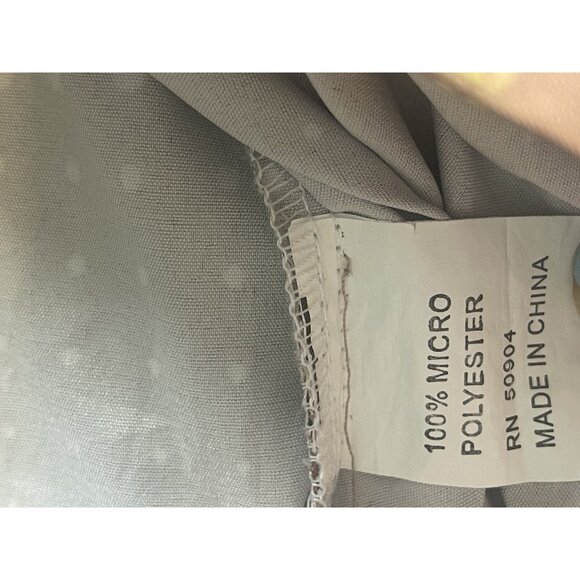 100% MICRO
POLYESTER
RN 50904
MADE IN CHINA